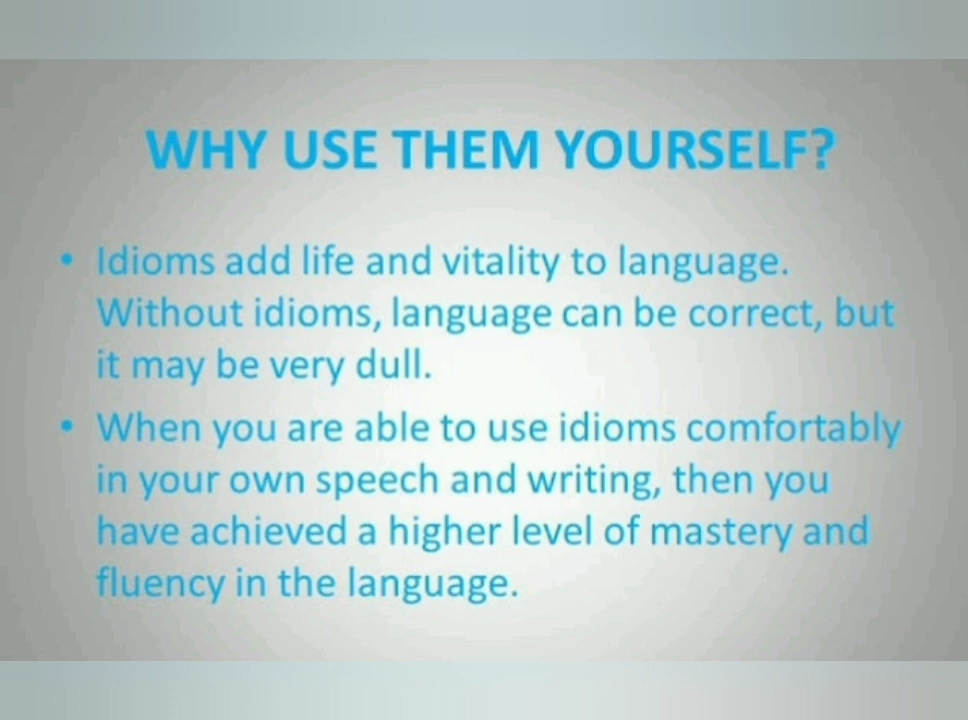 WHY USE THEM YOURSELF?
• Idioms add life and vitality to language.
Without idioms, language can be correct, but
it may be very dull.
• When you are able to use idioms comfortably
in your own speech and writing, then you
have achieved a higher level of mastery and
fluency in the language.